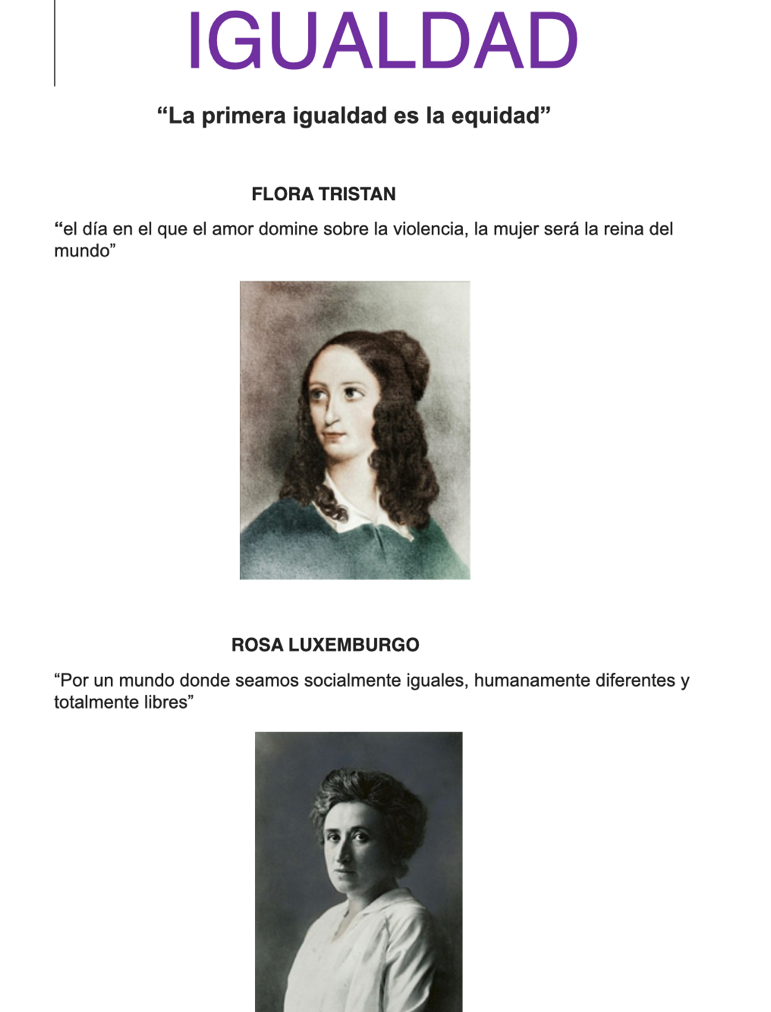 IGUALDAD
“La primera igualdad es la equidad”
FLORA TRISTAN
“el día en el que el amor domine sobre la violencia, la mujer será la reina del
mundo”
ROSA LUXEMBURGO
“Por un mundo donde seamos socialmente iguales, humanamente diferentes y
totalmente libres”